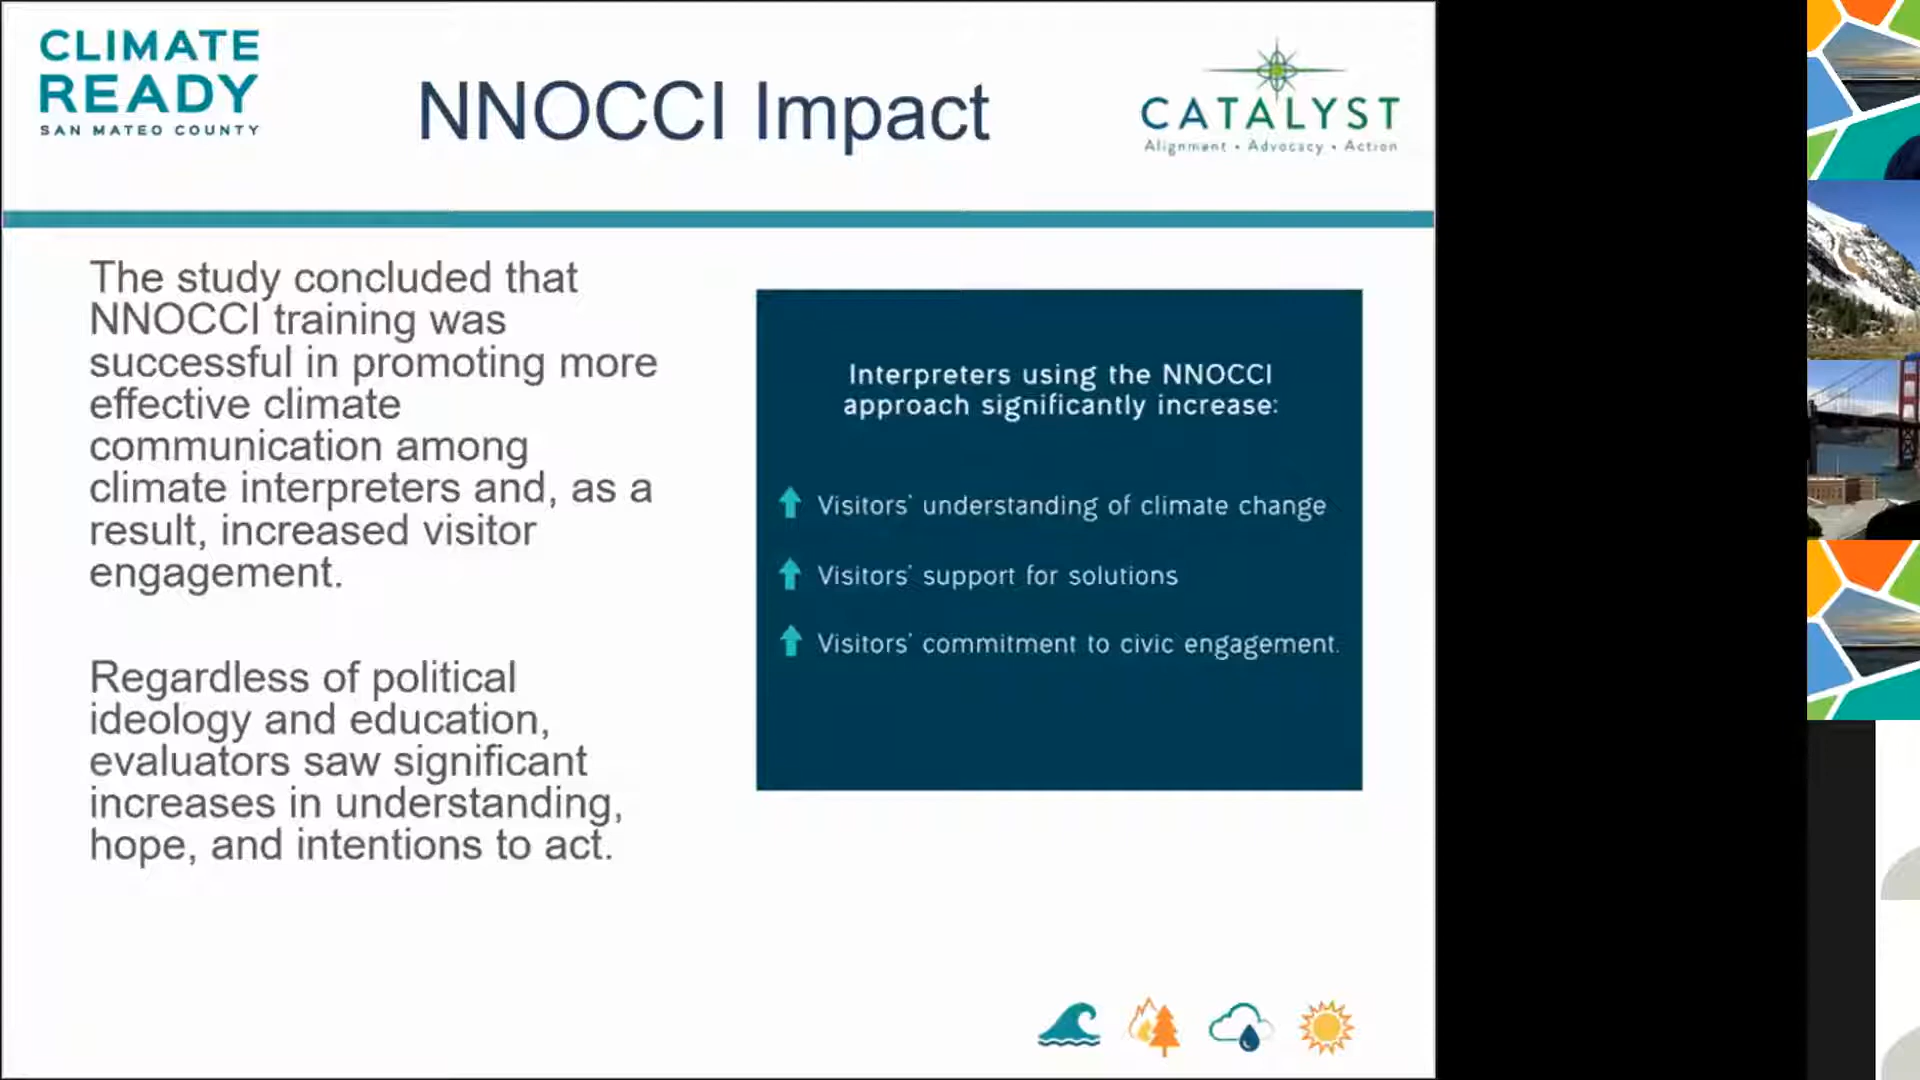 CLIMATE
READY
SAN MATEO COUNTY
NNOCCI Impact
CATALYST
Alignment • Advocacy • Action
The study concluded that
NNOCCI training was
successful in promoting more
effective climate
communication among
climate interpreters and, as a
result, increased visitor
engagement.
Regardless of political
ideology and education,
evaluators saw significant
increases in understanding,
hope, and intentions to act.
Interpreters using the NNOCCI
approach significantly increase:
Visitors' understanding of climate change
Visitors' support for solutions
Visitors' commitment to civic engagement.